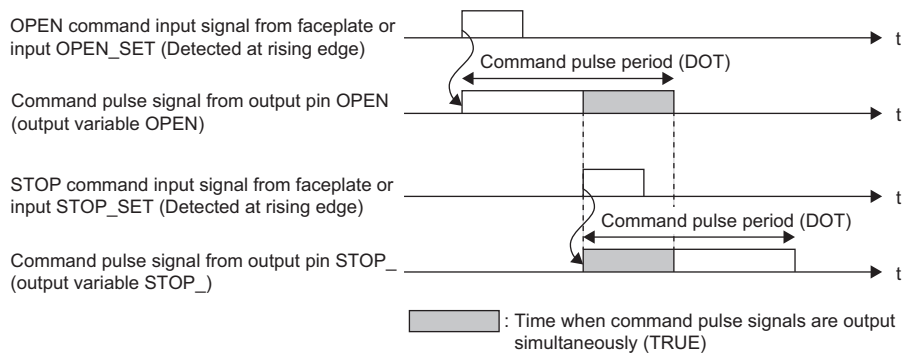 OPEN command input signal from faceplate or
input OPEN_SET (Detected at rising edge)
t
Command pulse period (DOT)
Command pulse signal from output pin OPEN
(output variable OPEN)
t
STOP command input signal from faceplate or
input STOP_SET (Detected at rising edge)
t
Command pulse period (DOT)
Command pulse signal from output pin STOP_
(output variable STOP_)
t
: Time when command pulse signals are output
simultaneously (TRUE)